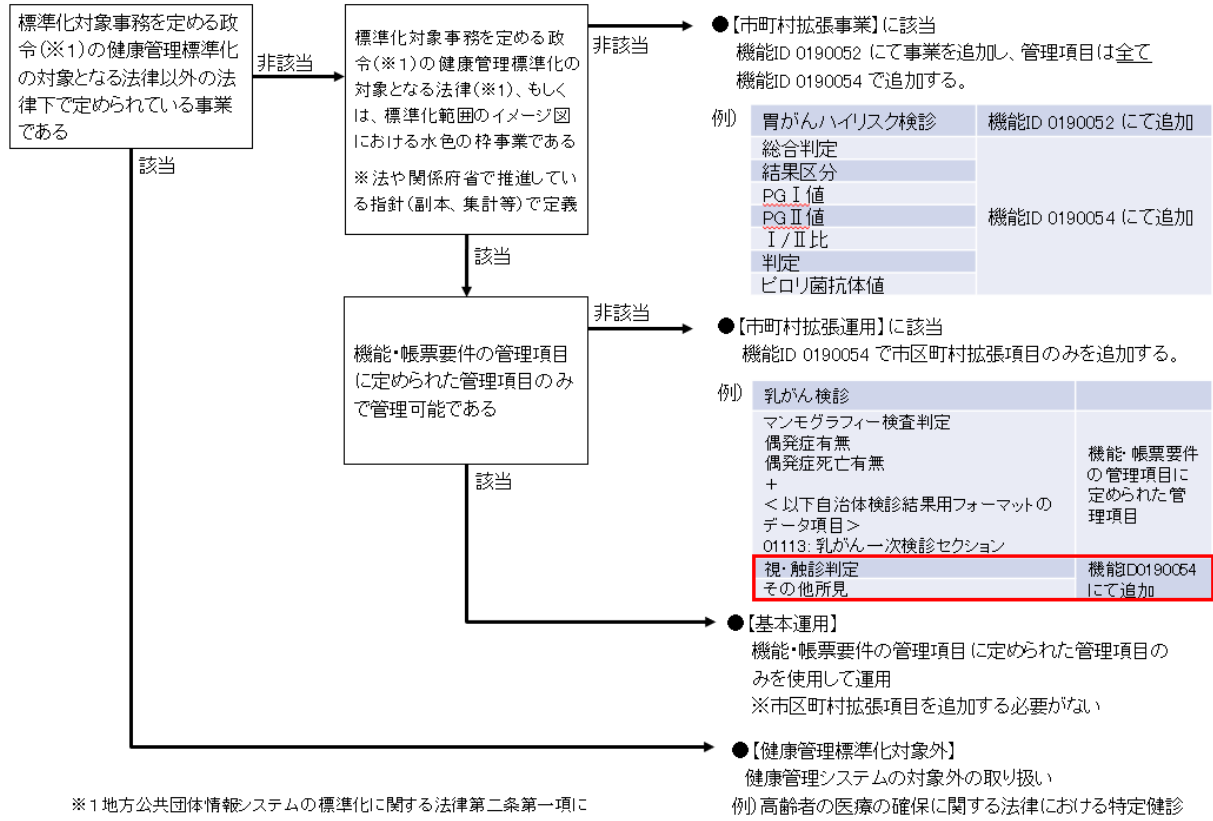 標準化対象事務を定める政
令(※1)の健康管理標準化
の対象となる法律以外の法
律下で定められている事業
である
非該当
該当
標準化対象事務を定める政
令(※1)の健康管理標準化の
対象となる法律(※1)、もしく
は、標準化範囲のイメージ図
における水色の枠事業である
※法や関係府省で推進してい
る指針(副本、集計等)で定義
非該当
該当
機能・帳票要件の管理項目
に定められた管理項目のみ
で管理可能である
非該当
該当
●【市町村拡張事業】に該当
機能ID 0190052 にて事業を追加し、管理項目は全て
機能ID 0190054 で追加する。
例)
胃がんハイリスク検診 機能ID 0190052 にて追加
総合判定
結果区分
PGⅠ値
PGⅡ値
Ⅰ/Ⅱ比
判定
ピロリ菌抗体値
機能ID 0190054 にて追加
●【市町村拡張運用】に該当
機能ID 0190054 で市区町村拡張項目のみを追加する。
例)
乳がん検診
マンモグラフィー検査判定
偶発症有無
偶発症死亡有無
+
<以下自治体検診結果用フォーマットの
データ項目>
01113: 乳がん一次検診セクション
機能・帳票要件
の管理項目に
定められた管
理項目
視・触診判定
その他所見
機能ID0190054
にて追加
●【基本運用】
機能・帳票要件の管理項目に定められた管理項目の
みを使用して運用
※市区町村拡張項目を追加する必要がない
●【健康管理標準化対象外】
健康管理システムの対象外の取り扱い
例)高齢者の医療の確保に関する法律における特定健診
※1地方公共団体情報システムの標準化に関する法律第二条第一項に